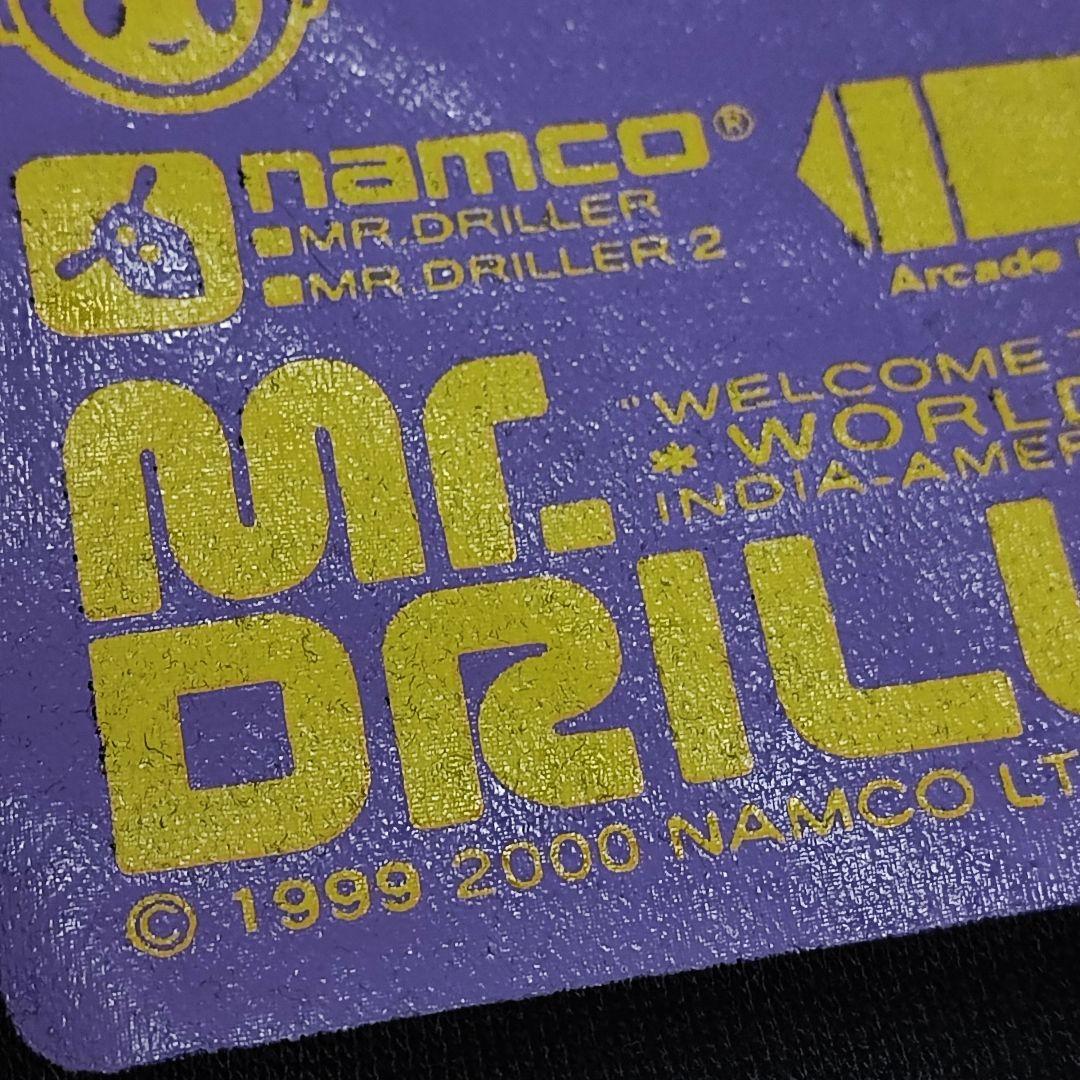 namco®
■MR.DRILLER
■MR.DRILLER 2
Arcade
"WELCOME
* WORLD
INDIA-AMER
Mr.
DRILL
© 1999 2000 NAMCO LT